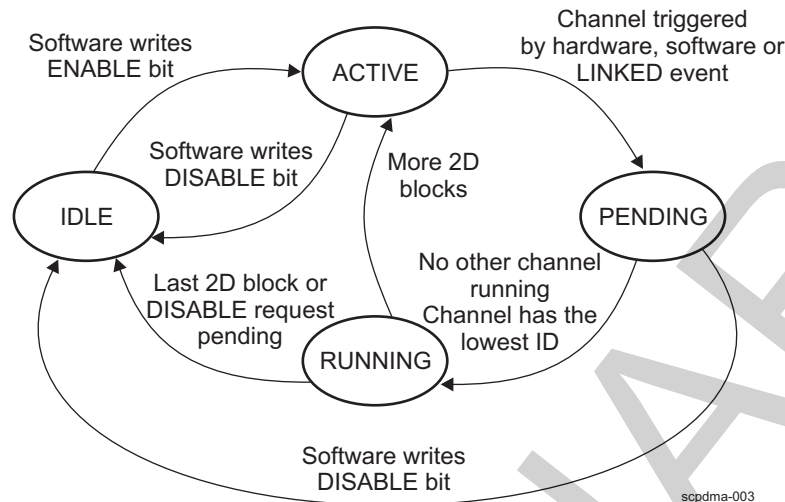 Software writes
ENABLE bit
ACTIVE
Channel triggered
by hardware, software or
LINKED event
Software writes
DISABLE bit
More 2D
blocks
IDLE
PENDING
Last 2D block or
DISABLE request
pending
No other channel
running
Channel has the
lowest ID
RUNNING
Software writes
DISABLE bit
scpdma-003